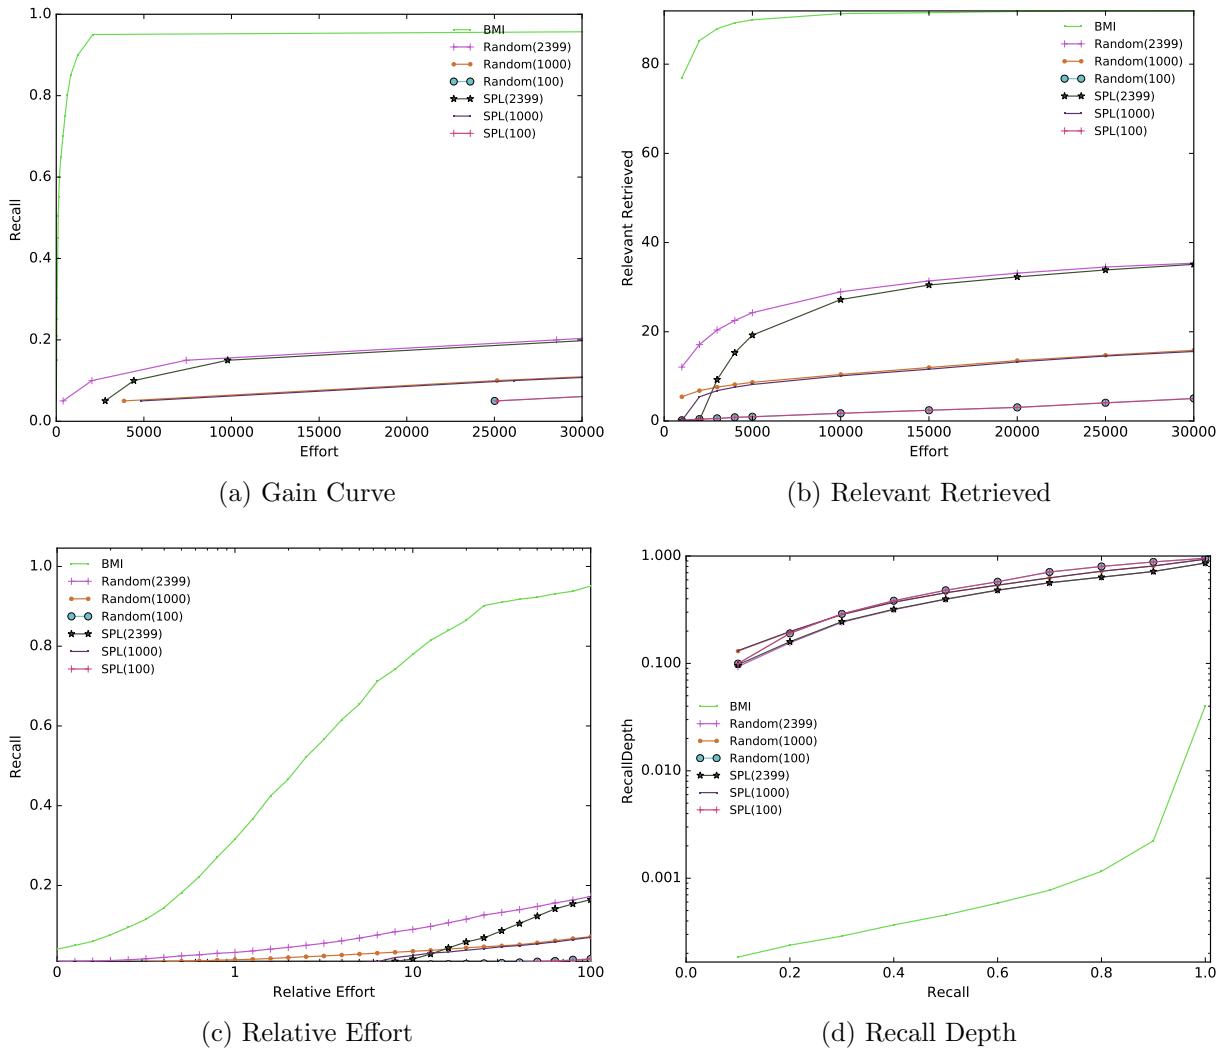 1.0
0.8
0.6
0.4
0.2
0.0
Recall
BMI
Random(2399)
Random(1000)
Random(100)
SPL(2399)
SPL(1000)
SPL(100)
0 5000 10000 15000 20000 25000 30000
Effort
(a) Gain Curve
80
60
40
20
0
Relevant Retrieved
BMI
Random(2399)
Random(1000)
Random(100)
SPL(2399)
SPL(1000)
SPL(100)
0 5000 10000 15000 20000 25000 30000
Effort
(b) Relevant Retrieved
1.0
0.8
0.6
0.4
0.2
Recall
BMI
Random(2399)
Random(1000)
Random(100)
SPL(2399)
SPL(1000)
SPL(100)
0 1 10 100
Relative Effort
(c) Relative Effort
1.000
0.100
0.010
0.001
RecallDepth
BMI
Random(2399)
Random(1000)
Random(100)
SPL(2399)
SPL(1000)
SPL(100)
0.0 0.2 0.4 0.6 0.8 1.0
Recall
(d) Recall Depth